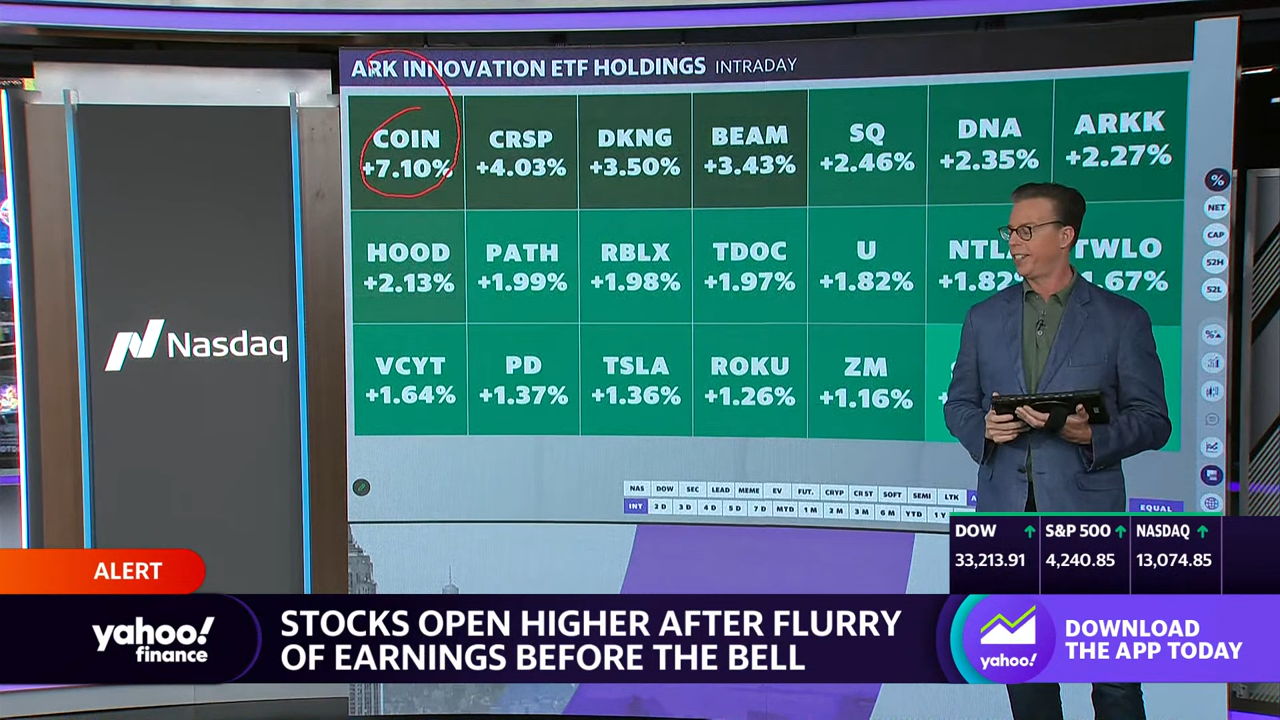 ARK INNOVATION ETF HOLDINGS INTRADAY
COIN CRSP DKNG BEAM SQ DNA ARKK
+7.10% +4.03% +3.50% +3.43% +2.46% +2.35% +2.27%
HOOD PATH RBLX TDOC U TWLO
+2.13% +1.99% +1.98% +1.97% +1.82%
VCYT PD TSLA ROKU ZM
+1.64% +1.37% +1.36% +1.26% +1.16%
%
NET
CAP
52H
52L
Nasdaq
NAS DOW SEC LEAD MEME EV FUT. CRYP CRST SOFT SEMI LTK
INT 2 D 3 D 4 D 5 D 7 D MTD 1 M 2 M 3 M 6 M YTD 1 Y
EQUAL
DOW S&P 500 NASDAQ
33,213.91 4,240.85 13,074.85
ALERT
yahoo!
finance
STOCKS OPEN HIGHER AFTER FLURRY
OF EARNINGS BEFORE THE BELL
yahoo!
DOWNLOAD
THE APP TODAY